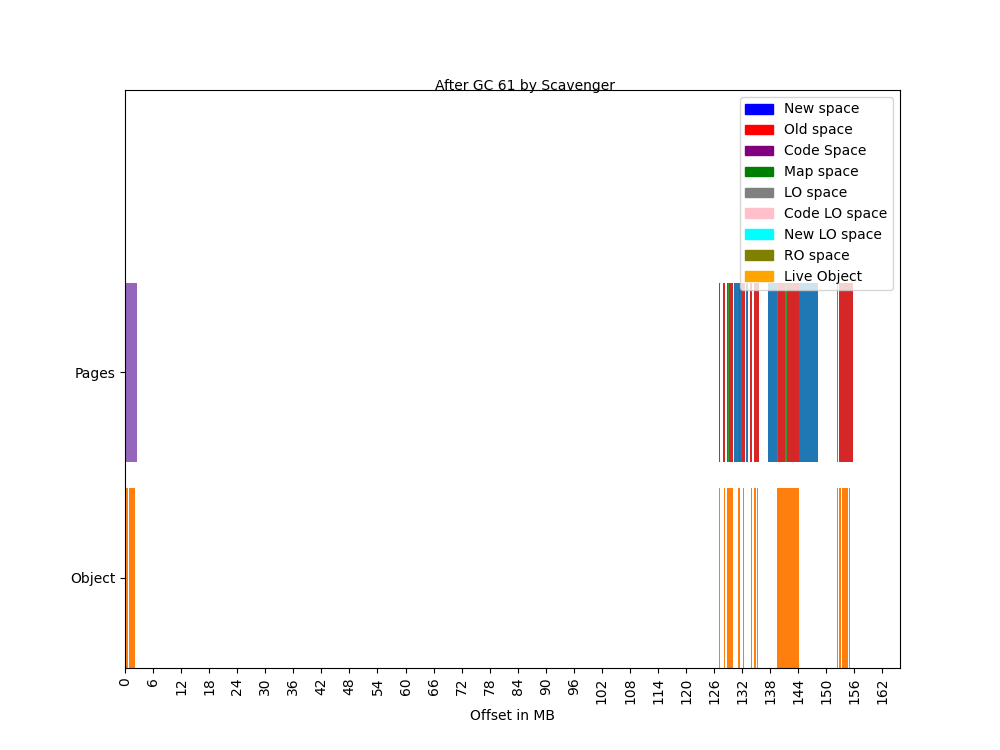 After GC 61 by Scavenger
New space
Old space
Code Space
Map space
LO space
Code LO space
New LO space
RO space
Live Object
Pages
Object
0 6 12 18 24 30 36 42 48 54 60 66 72 78 84 90 96 102 108 114 120 126 132 138 144 150 156 162
Offset in MB